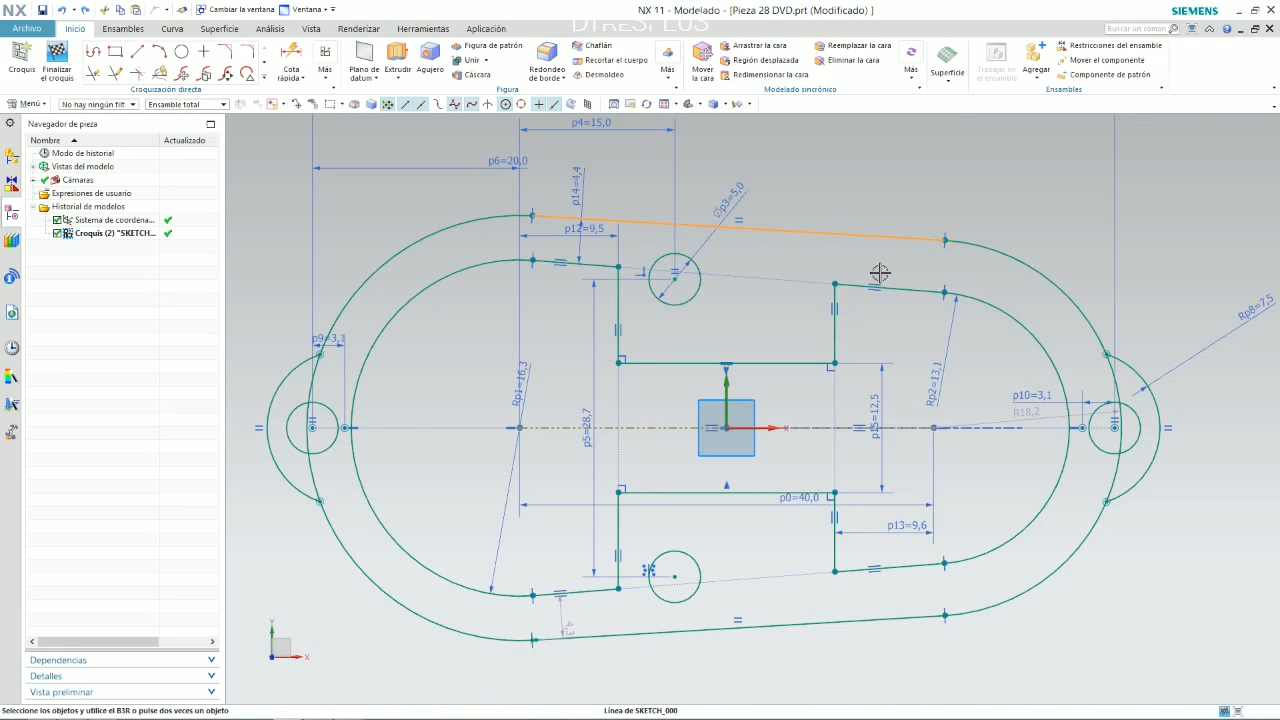 NX
Cambiar la ventana
Ventana
NX 11 - Modelado - [Pieza 28 DVD.prt (Modificado) ]
SIEMENS
DTRESPLUS
Archivo
Inicio
Ensambles
Curva
Superficie
Análisis
Vista
Renderizar
Herramientas
Aplicación
Buscar un coman
Croquis
Finalizar croquis
Cota rápida
Más
Croquización directa
Plano de datum
Extrudir
Agujero
Figura de patrón
Unir
Cáscara
Redondeo de borde
Chaflán
Recortar el cuerpo
Desmoldeo
Más
Figura
Mover la cara
Arrastrar la cara
Región desplazada
Redimensionar la cara
Reemplazar la cara
Eliminar la cara
Más
Modelado sincrónico
Superficie
Trabajar en el ensamble
Agregar
Restricciones del ensamble
Mover el componente
Componente de patrón
Ensambles
Menú
No hay ningún filt
Ensamble total
Navegador de pieza
Nombre
Actualizado
Modo de historial
Vistas del modelo
Cámaras
Expresiones de usuario
Historial de modelos
Sistema de coordena...
Croquis (2) "SKETCH...
Dependencias
Detalles
Vista preliminar
p4=15,0
p6=20,0
p14=4,4
p12=9,5
Øp3=5,0
p9=3,1
Rp1=16,3
p5=28,7
Rp2=13,1
p15=12,5
p10=3,1
R18,2
Rp8=7,5
X
p0=40,0
p13=9,6
4,3
Y
X
Seleccione los objetos y utilice el B3R o pulse dos veces un objeto
Línea de SKETCH_000